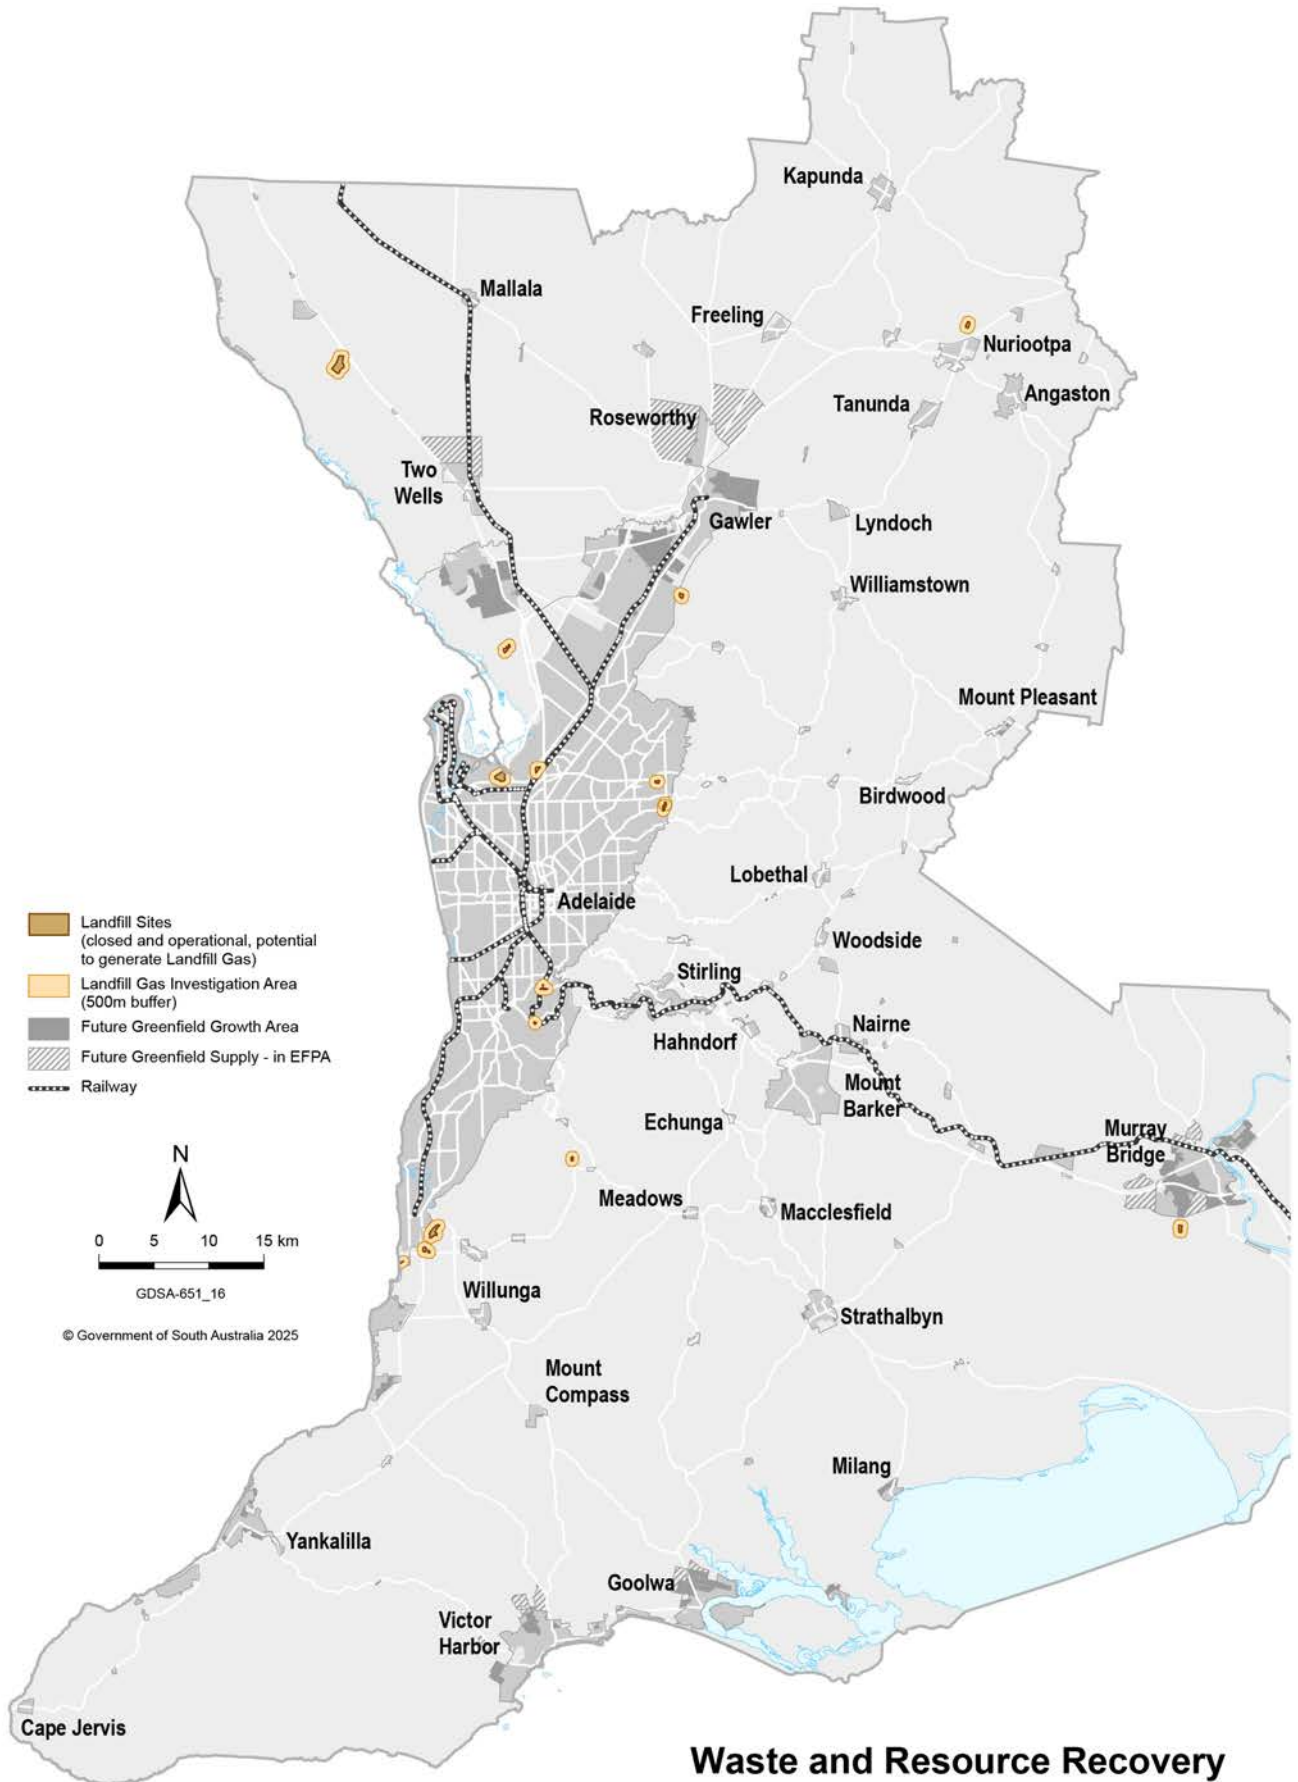 Kapunda
Mallala
Freeling
Nuriootpa
Angaston
Tanunda
Roseworthy
Two
Wells
Gawler
Lyndoch
Williamstown
Mount Pleasant
Birdwood
Lobethal
Adelaide
Woodside
Stirling
Hahndorf
Nairne
Mount
Barker
Echunga
Murray
Bridge
Meadows
Macclesfield
Willunga
Strathalbyn
Mount
Compass
Milang
Yankalilla
Goolwa
Victor
Harbor
Cape Jervis
Landfill Sites
(closed and operational, potential
to generate Landfill Gas)
Landfill Gas Investigation Area
(500m buffer)
Future Greenfield Growth Area
Future Greenfield Supply - in EFPA
Railway
N
0 5 10 15 km
GDSA-651_16
© Government of South Australia 2025
Waste and Resource Recovery